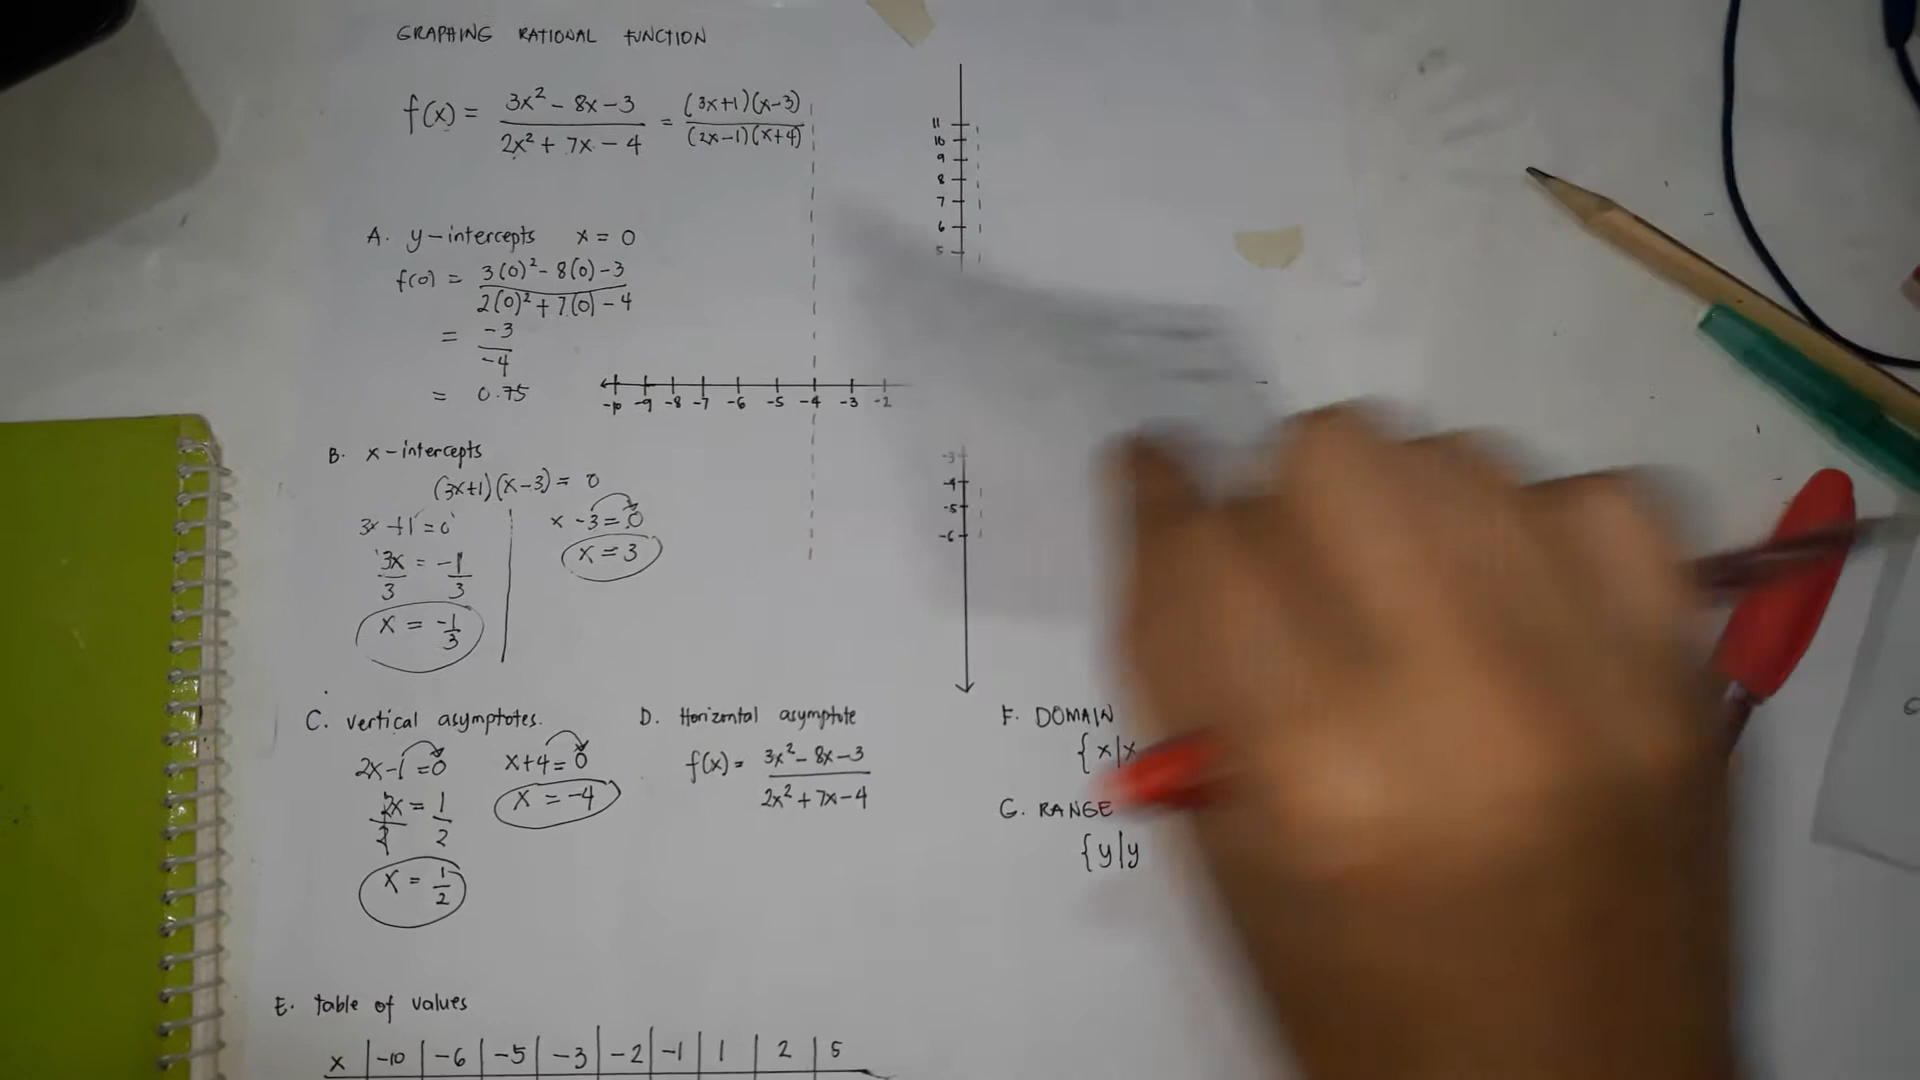 GRAPHING RATIONAL FUNCTION
f(x) = 3x² - 8x - 3 / 2x² + 7x - 4 = (3x+1)(x-3) / (2x-1)(x+4)
A. y-intercepts x = 0
f(0) = 3(0)² - 8(0) - 3 / 2(0)² + 7(0) - 4
= -3 / -4
= 0.75
B. x-intercepts
(3x+1)(x-3) = 0
3x + 1 = 0
3x / 3 = -1 / 3
x = -1/3
x - 3 = 0
x = 3
11
10
9
8
7
6
5
-10 -9 -8 -7 -6 -5 -4 -3 -2
-3
-4
-5
-6
C. vertical asymptotes.
2x - 1 = 0
2x / 2 = 1 / 2
x = 1/2
x + 4 = 0
x = -4
D. Horizontal asymptote
f(x) = 3x² - 8x - 3 / 2x² + 7x - 4
F. DOMAIN
{x|x
G. RANGE
{y|y
E. table of values
x | -10 | -6 | -5 | -3 | -2 | -1 | 1 | 2 | 5